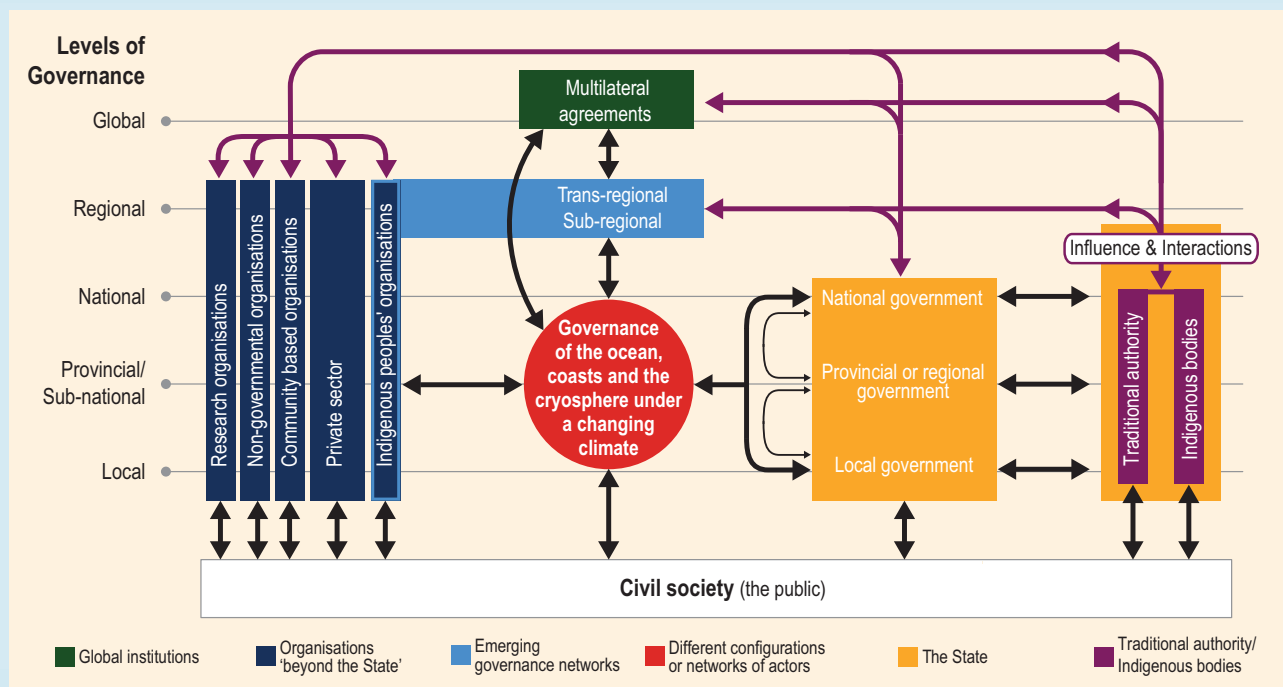 Levels of
Governance
Global
Regional
National
Provincial/
Sub-national
Local
Multilateral
agreements
Trans-regional
Sub-regional
Research organisations
Non-governmental organisations
Community based organisations
Private sector
Indigenous peoples' organisations
Governance
of the ocean,
coasts and the
cryosphere under
a changing
climate
National government
Provincial or regional
government
Local government
Influence & Interactions
Traditional authority
Indigenous bodies
Civil society (the public)
Global institutions
Organisations
'beyond the State'
Emerging
governance networks
Different configurations
or networks of actors
The State
Traditional authority/
Indigenous bodies